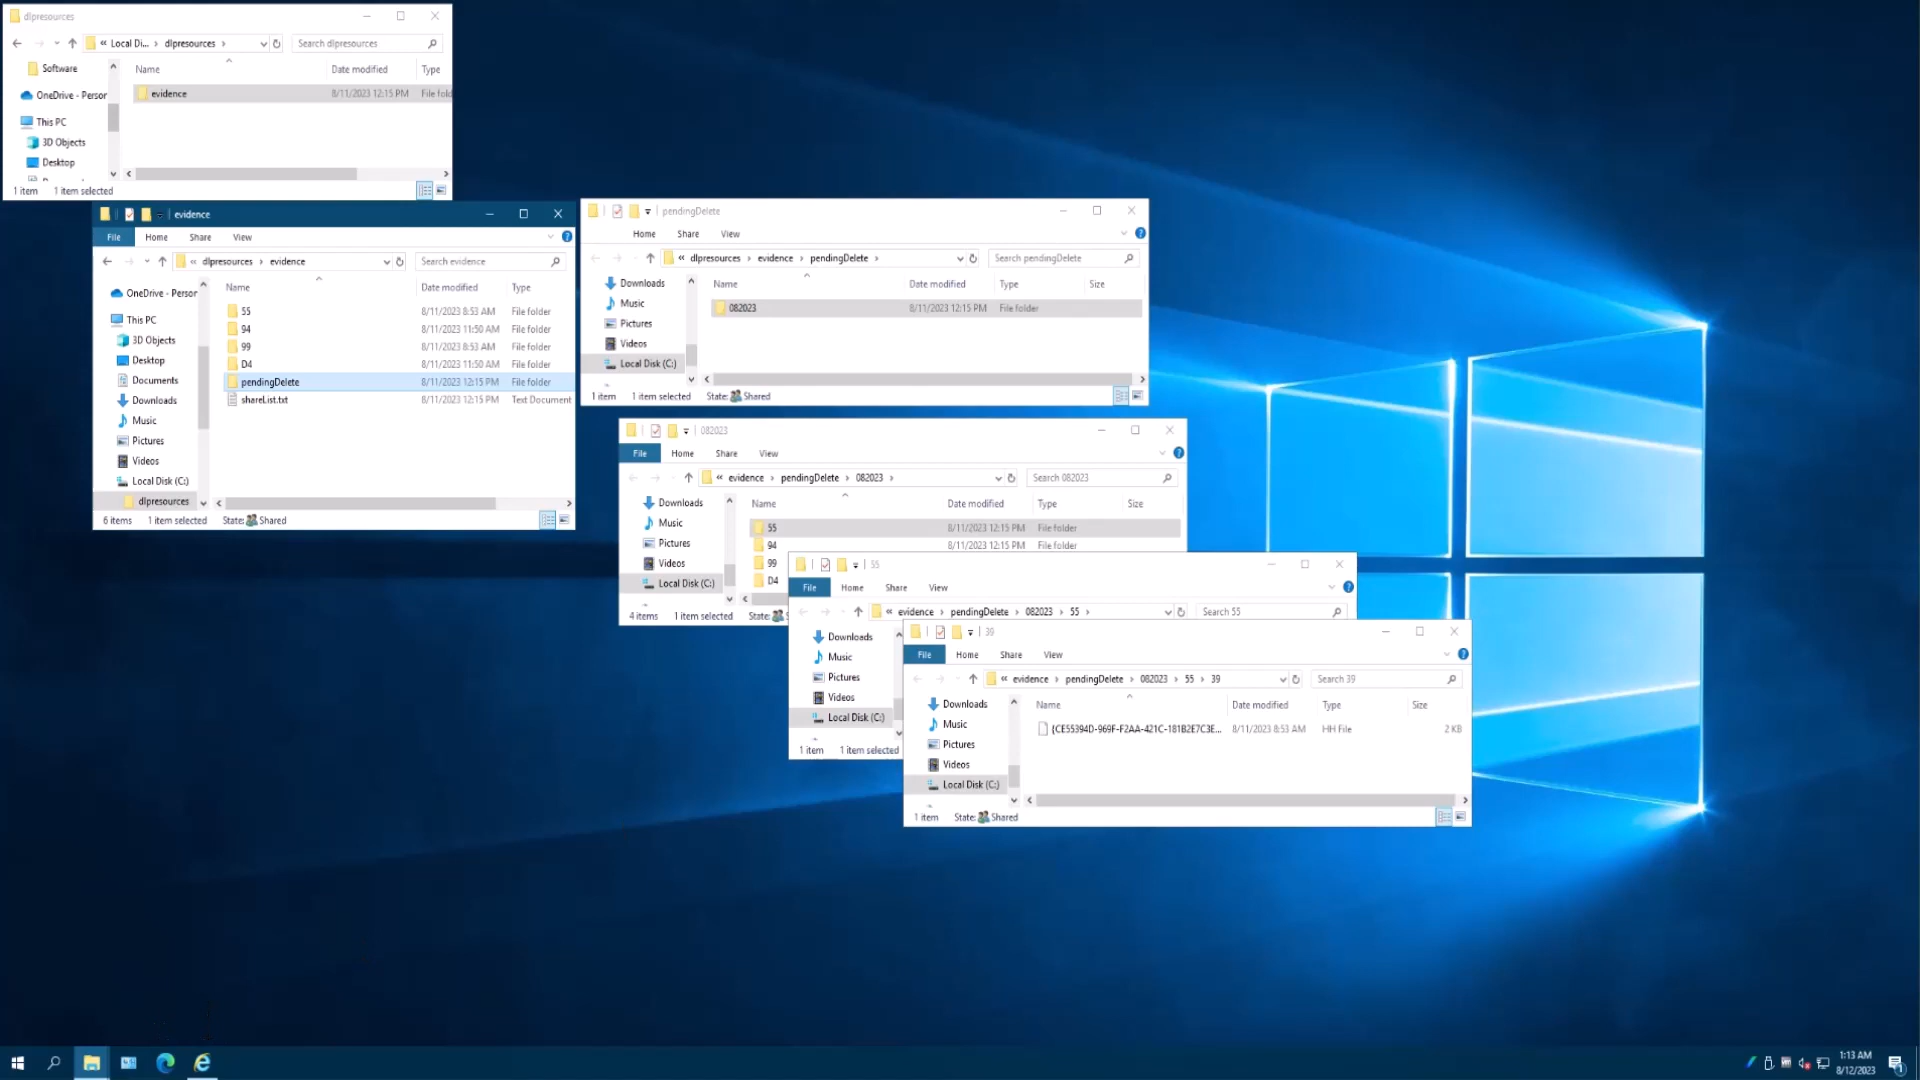 dlpresources
« Local Di... › dlpresources ›
Search dlpresources
Software
OneDrive - Persor
This PC
3D Objects
Desktop
Name
Date modified
Type
evidence
8/11/2023 12:15 PM
File fold
1 item
1 item selected
evidence
File
Home
Share
View
« dlpresources › evidence
Search evidence
OneDrive - Persor
This PC
3D Objects
Desktop
Documents
Downloads
Music
Pictures
Videos
Local Disk (C:)
dlpresources
Name
Date modified
Type
55
8/11/2023 8:53 AM
File folder
94
8/11/2023 11:50 AM
File folder
99
8/11/2023 8:53 AM
File folder
D4
8/11/2023 11:50 AM
File folder
pendingDelete
8/11/2023 12:15 PM
File folder
shareList.txt
8/11/2023 12:15 PM
Text Document
6 items
1 item selected
State: Shared
pendingDelete
Home
Share
View
« dlpresources › evidence › pendingDelete ›
Search pendingDelete
Downloads
Music
Pictures
Videos
Local Disk (C:)
Name
Date modified
Type
Size
082023
8/11/2023 12:15 PM
File folder
1 item
1 item selected
State: Shared
082023
File
Home
Share
View
« evidence › pendingDelete › 082023 ›
Search 082023
Downloads
Music
Pictures
Videos
Local Disk (C:)
Name
Date modified
Type
Size
55
8/11/2023 12:15 PM
File folder
94
8/11/2023 12:15 PM
File folder
99
D4
4 items
1 item selected
State:
55
File
Home
Share
View
« evidence › pendingDelete › 082023 › 55 ›
Search 55
Downloads
Music
Pictures
Videos
Local Disk (C:)
1 item
1 item selected
39
File
Home
Share
View
« evidence › pendingDelete › 082023 › 55 › 39
Search 39
Downloads
Music
Pictures
Videos
Local Disk (C:)
Name
Date modified
Type
Size
{CE55394D-969F-F2AA-421C-181B2E7C3E...
8/11/2023 8:53 AM
HH File
2 KB
1 item
State: Shared
1:13 AM
8/12/2023